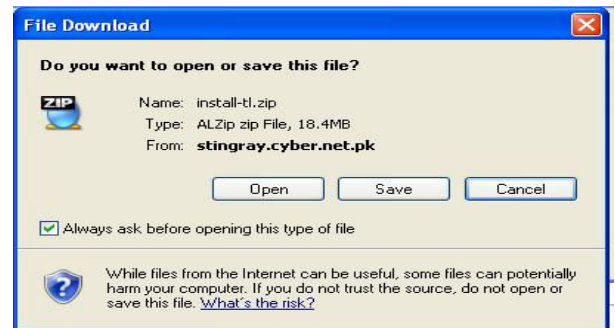 File Download
Do you want to open or save this file?
ZIP
Name: install-tl.zip
Type: ALZip zip File, 18.4MB
From: stingray.cyber.net.pk
Open Save Cancel
Always ask before opening this type of file
While files from the Internet can be useful, some files can potentially
harm your computer. If you do not trust the source, do not open or
save this file. What's the risk?